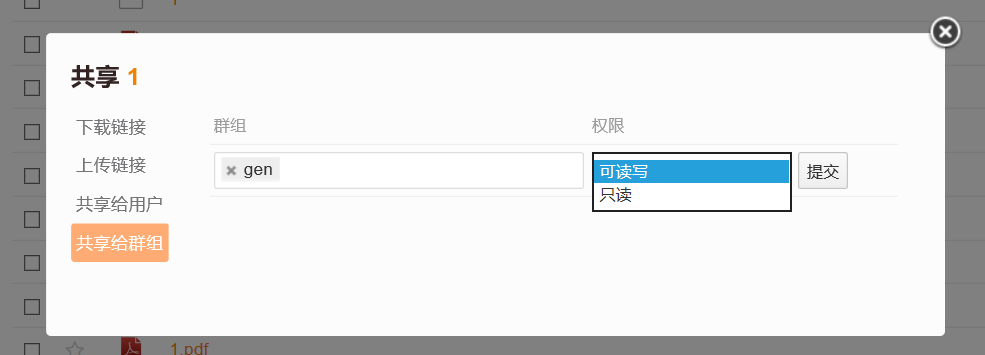 共享 1
下载链接
群组
权限
上传链接
× gen
可读写
提交
只读
共享给用户
共享给群组
1.pdf